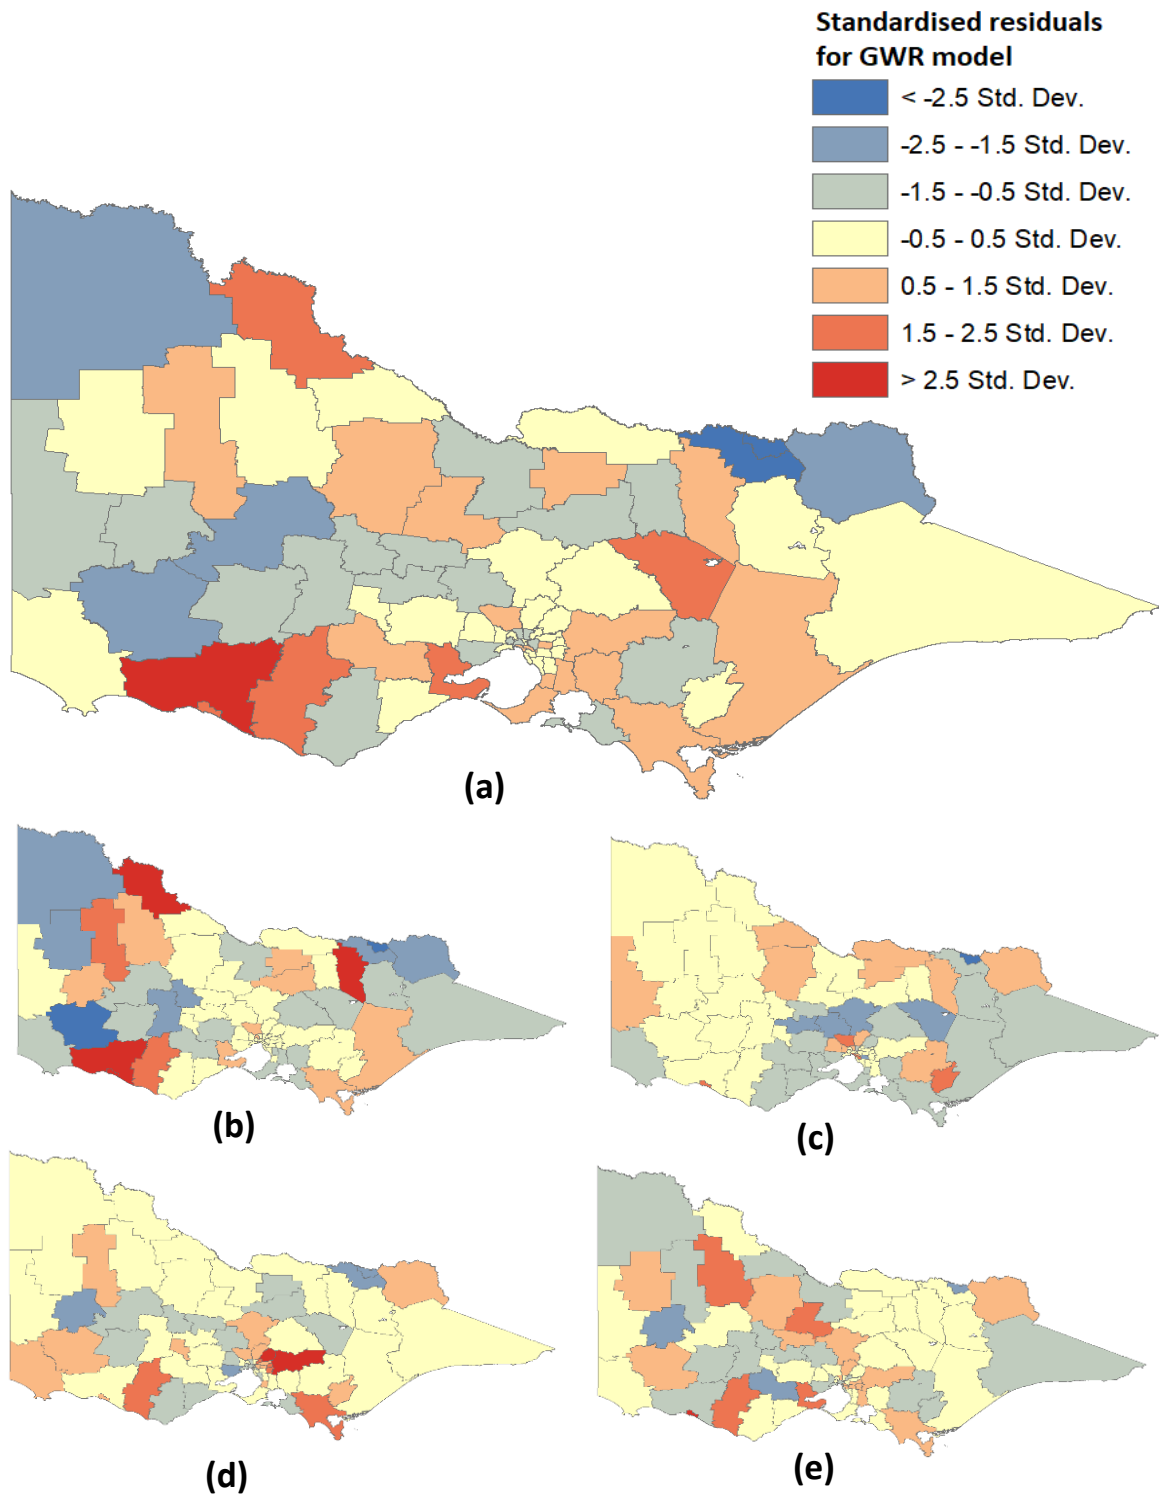 Standardised residuals
for GWR model
< -2.5 Std. Dev.
-2.5 - -1.5 Std. Dev.
-1.5 - -0.5 Std. Dev.
-0.5 - 0.5 Std. Dev.
0.5 - 1.5 Std. Dev.
1.5 - 2.5 Std. Dev.
> 2.5 Std. Dev.
(a)
(b)
(c)
(d)
(e)